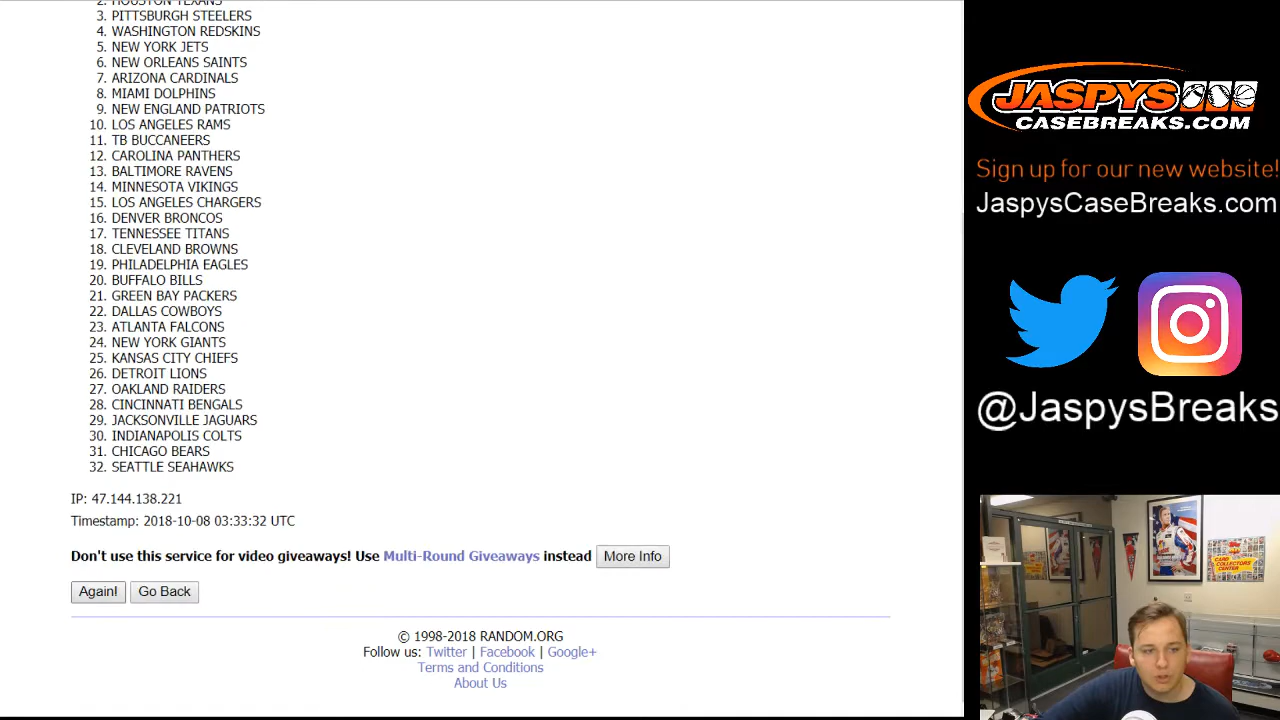 2. HOUSTON TEXANS
3. PITTSBURGH STEELERS
4. WASHINGTON REDSKINS
5. NEW YORK JETS
6. NEW ORLEANS SAINTS
7. ARIZONA CARDINALS
8. MIAMI DOLPHINS
9. NEW ENGLAND PATRIOTS
10. LOS ANGELES RAMS
11. TB BUCCANEERS
12. CAROLINA PANTHERS
13. BALTIMORE RAVENS
14. MINNESOTA VIKINGS
15. LOS ANGELES CHARGERS
16. DENVER BRONCOS
17. TENNESSEE TITANS
18. CLEVELAND BROWNS
19. PHILADELPHIA EAGLES
20. BUFFALO BILLS
21. GREEN BAY PACKERS
22. DALLAS COWBOYS
23. ATLANTA FALCONS
24. NEW YORK GIANTS
25. KANSAS CITY CHIEFS
26. DETROIT LIONS
27. OAKLAND RAIDERS
28. CINCINNATI BENGALS
29. JACKSONVILLE JAGUARS
30. INDIANAPOLIS COLTS
31. CHICAGO BEARS
32. SEATTLE SEAHAWKS
IP: 47.144.138.221
Timestamp: 2018-10-08 03:33:32 UTC
Don't use this service for video giveaways! Use Multi-Round Giveaways instead More Info
Again! Go Back
© 1998-2018 RANDOM.ORG
Follow us: Twitter | Facebook | Google+
Terms and Conditions
About Us
JASPYS
CASEBREAKS.COM
Sign up for our new website!
JaspysCaseBreaks.com
@JaspysBreaks
CARD
COLLECTORS
CENTER